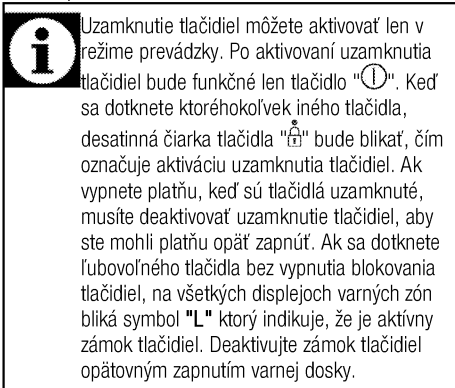 Uzamknutie tlačidiel môžete aktivovať len v
režime prevádzky. Po aktivovaní uzamknutia
tlačidiel bude funkčné len tlačidlo "". Keď
sa dotknete ktoréhokoľvek iného tlačidla,
desatinná čiarka tlačidla "" bude blikať, čím
označuje aktiváciu uzamknutia tlačidiel. Ak
vypnete platňu, keď sú tlačidlá uzamknuté,
musíte deaktivovať uzamknutie tlačidiel, aby
ste mohli platňu opäť zapnúť. Ak sa dotknete
ľubovoľného tlačidla bez vypnutia blokovania
tlačidiel, na všetkých displejoch varných zón
bliká symbol "L" ktorý indikuje, že je aktívny
zámok tlačidiel. Deaktivujte zámok tlačidiel
opätovným zapnutím varnej dosky.